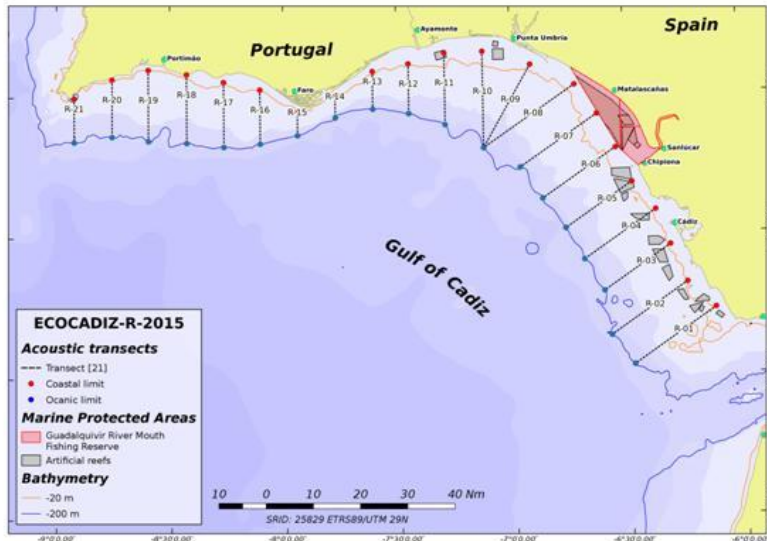 Portugal
Spain
Ayamonte
Punta Umbría
Portimão
Faro
Matalascañas
Sanlúcar
Chipiona
Cádiz
R-21
R-20
R-19
R-18
R-17
R-16
R-15
R-14
R-13
R-12
R-11
R-10
R-09
R-08
R-07
R-06
R-05
R-04
R-03
R-02
R-01
Gulf of Cadiz
ECOCADIZ-R-2015
Acoustic transects
Transect [21]
Coastal limit
Ocanic limit
Marine Protected Areas
Guadalquivir River Mouth
Fishing Reserve
Artificial reefs
Bathymetry
-20 m
-200 m
10 0 10 20 30 40 Nm
SRID: 25829 ETRS89/UTM 29N